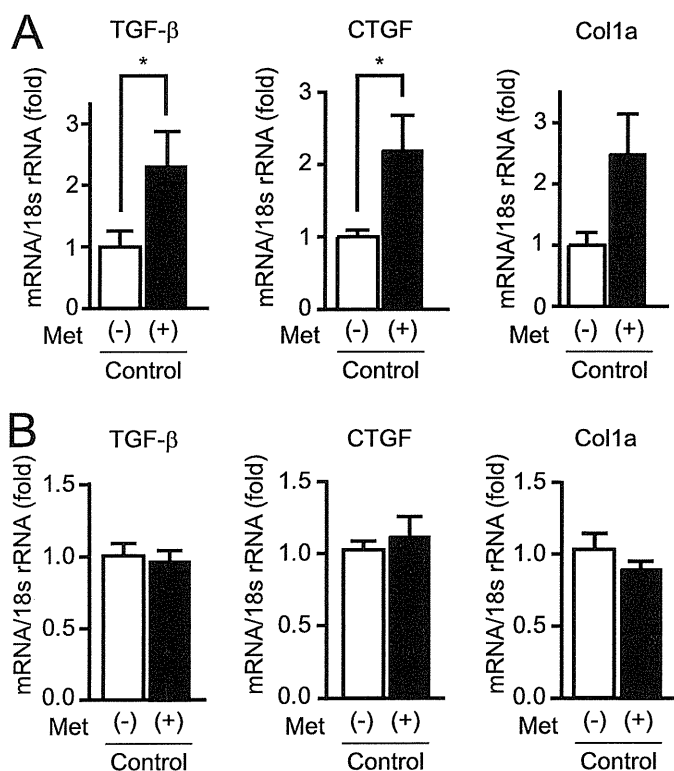 A
TGF-β
CTGF
Col1a
*
*
mRNA/18s rRNA (fold)
3
2
1
0
mRNA/18s rRNA (fold)
3
2
1
0
mRNA/18s rRNA (fold)
3
2
1
0
Met (-) (+)
Control
Met (-) (+)
Control
Met (-) (+)
Control
B
TGF-β
CTGF
Col1a
mRNA/18s rRNA (fold)
1.5
1.0
0.5
0.0
mRNA/18s rRNA (fold)
1.5
1.0
0.5
0.0
mRNA/18s rRNA (fold)
1.5
1.0
0.5
0.0
Met (-) (+)
Control
Met (-) (+)
Control
Met (-) (+)
Control